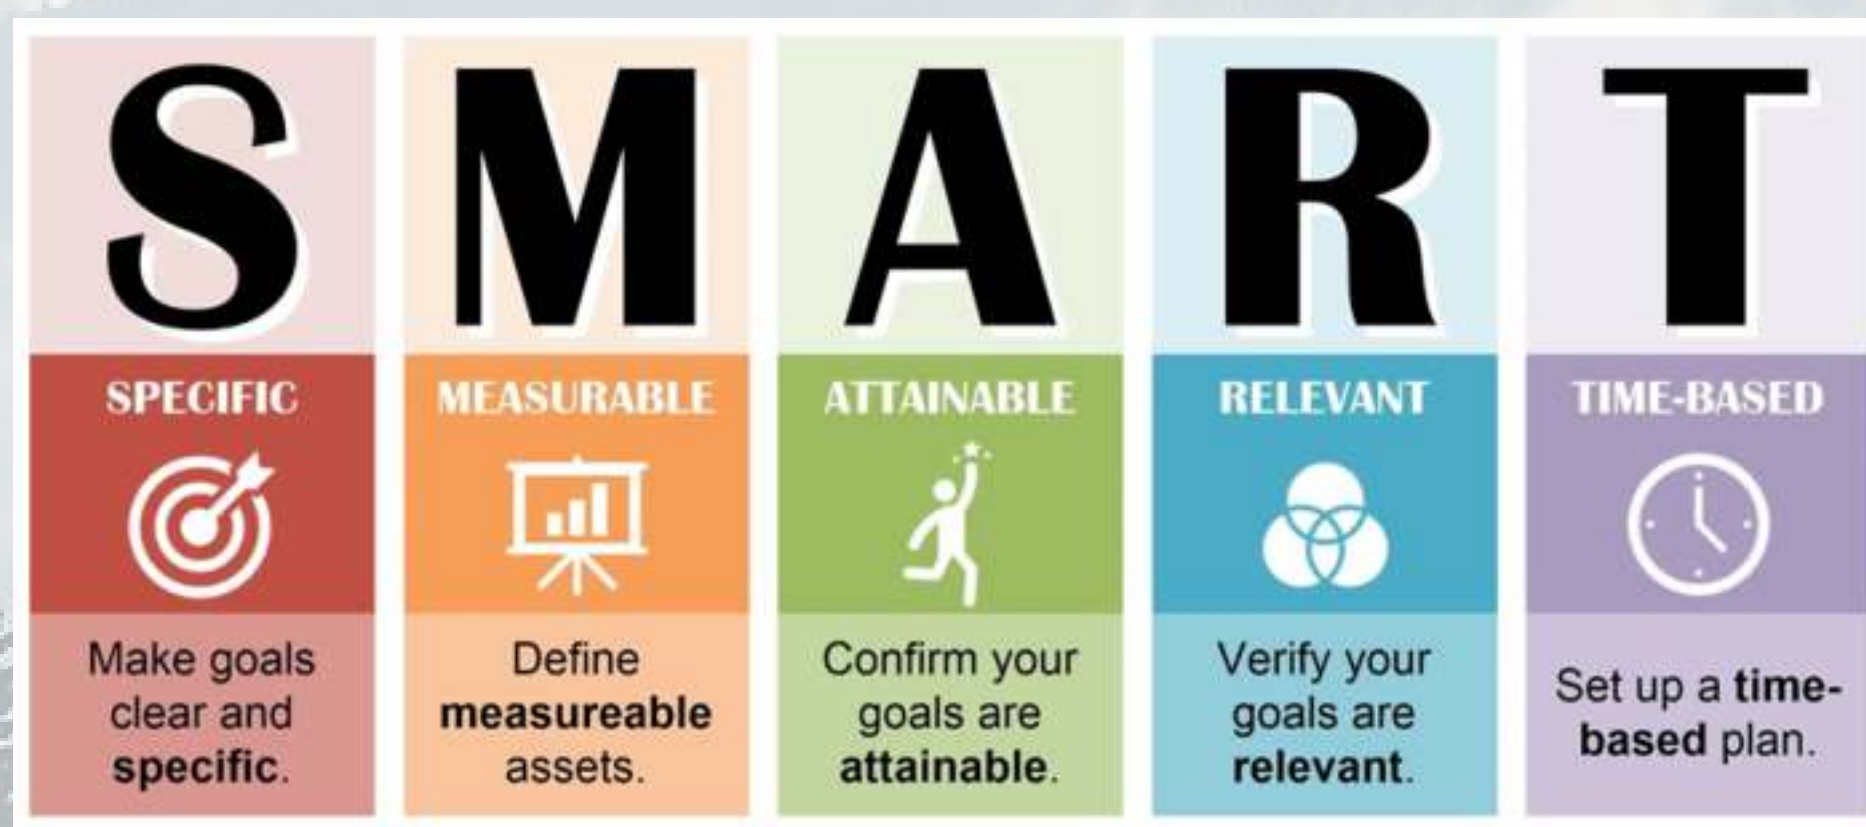 S
SPECIFIC
Make goals
clear and
specific.
M
MEASURABLE
Define
measureable
assets.
A
ATTAINABLE
Confirm your
goals are
attainable.
R
RELEVANT
Verify your
goals are
relevant.
T
TIME-BASED
Set up a time-
based plan.